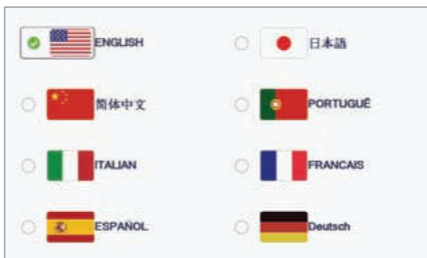 ENGLISH
日本語
简体中文
PORTUGUÊ
ITALIAN
FRANCAIS
ESPAÑOL
Deutsch